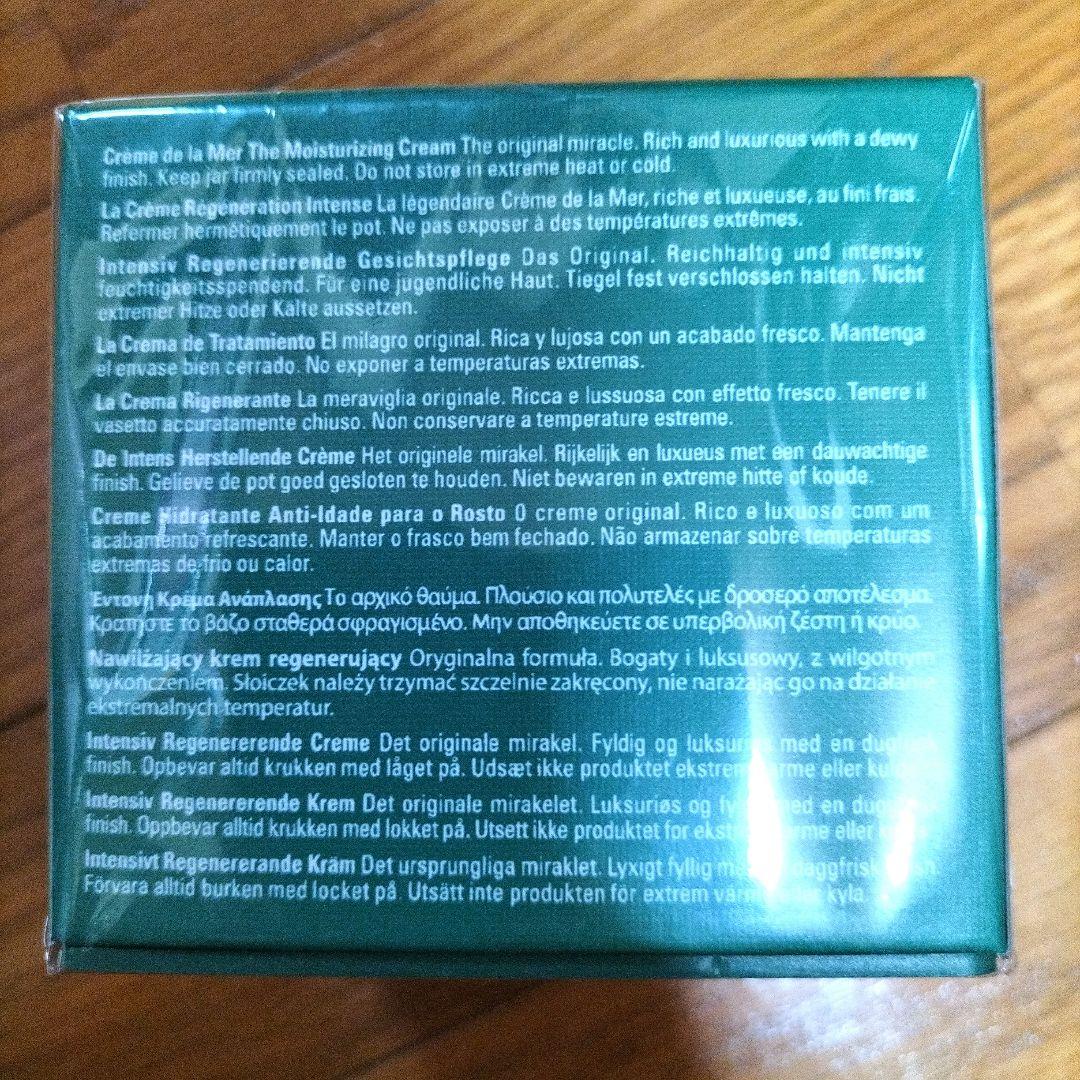 Crème de la Mer The Moisturizing Cream The original miracle. Rich and luxurious with a dewy
finish. Keep jar firmly sealed. Do not store in extreme heat or cold.
La Crème Regeneration Intense La légendaire Crème de la Mer, riche et luxueuse, au fini frais.
Refermer hermétiquement le pot. Ne pas exposer à des températures extrêmes.
Intensiv Regenerierende Gesichtspflege Das Original. Reichhaltig und intensiv
feuchtigkeitsspendend. Für eine jugendliche Haut. Tiegel fest verschlossen halten. Nicht
extremer Hitze oder Kälte aussetzen.
La Crema de Tratamiento El milagro original. Rica y lujosa con un acabado fresco. Mantenga
el envase bien cerrado. No exponer a temperaturas extremas.
La Crema Rigenerante La meraviglia originale. Ricca e lussuosa con effetto fresco. Tenere il
vasetto accuratamente chiuso. Non conservare a temperature estreme.
De Intens Herstellende Crème Het originele mirakel. Rijkelijk en luxueus met een dauwachtige
finish. Gelieve de pot goed gesloten te houden. Niet bewaren in extreme hitte of koude.
Creme Hidratante Anti-Idade para o Rosto O creme original. Rico e luxuoso com um
acabamento refrescante. Manter o frasco bem fechado. Não armazenar sobre temperaturas
extremas de frio ou calor.
Έντονη Κρέμα Ανάπλασης Το αρχικό θαύμα. Πλούσιο και πολυτελές με δροσερό αποτέλεσμα.
Κρατήστε το βάζο σταθερά σφραγισμένο. Μην αποθηκεύετε σε υπερβολική ζέστη ή κρύο.
Nawilżający krem regenerujący Oryginalna formuła. Bogaty i luksusowy, z wilgotnym
wykończeniem. Słoiczek należy trzymać szczelnie zakręcony, nie narażając go na działanie
ekstremalnych temperatur.
Intensiv Regenererende Creme Det originale mirakel. Fyldig og luksuriøs med en
finish. Opbevar altid krukken med låget på. Udsæt ikke produktet eller
Intensiv Regenererende Krem Det originale mirakelet. Luksuriøs og med en
finish. Oppbevar alltid krukken med lokket på. Utsett ikke produktet for eller
Intensivt Regenererande Kräm Det ursprungliga miraklet. Lyxigt fyllig
Förvara alltid burken med locket på. Utsätt inte produkten för extrem kyla.